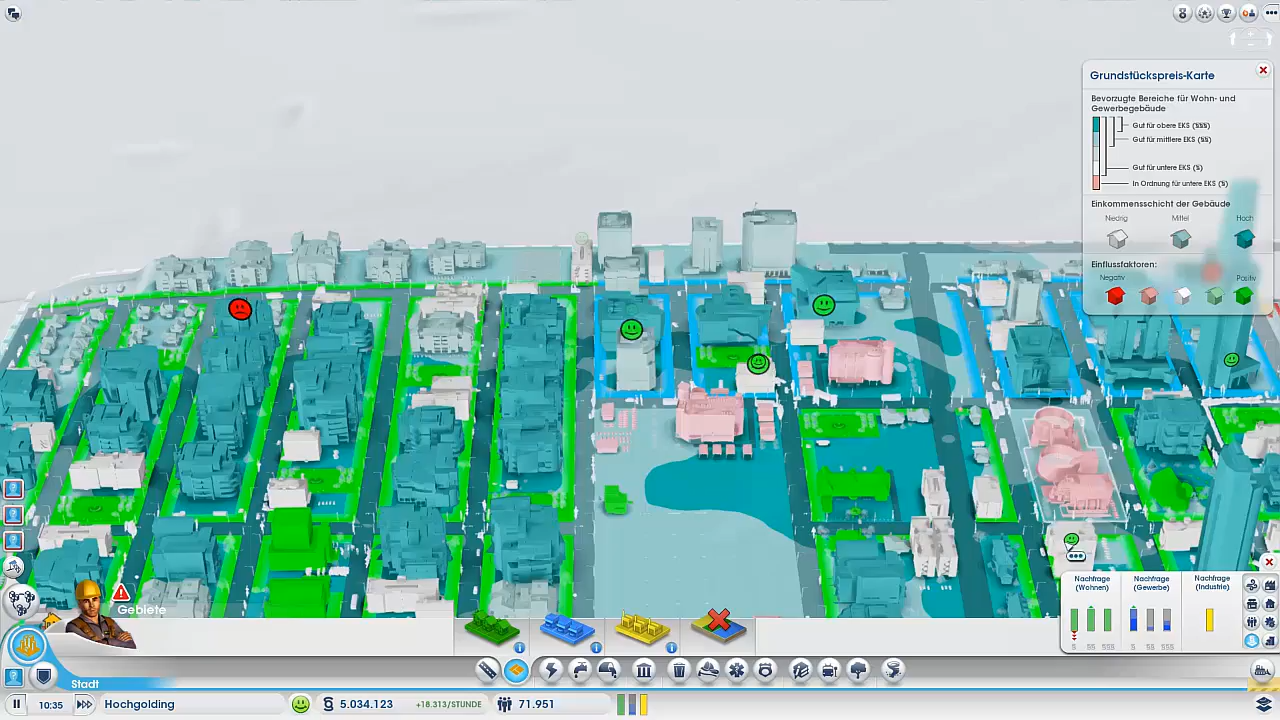 Grundstückspreis-Karte
Bevorzugte Bereiche für Wohn- und
Gewerbegebäude
Gut für obere EKS (§§§)
Gut für mittlere EKS (§§)
Gut für untere EKS (§)
In Ordnung für untere EKS (§)
Einkommensschicht der Gebäude
Niedrig
Mittel
Hoch
Einflussfaktoren:
Negativ
Positiv
Nachfrage
(Wohnen)
Nachfrage
(Gewerbe)
Nachfrage
(Industrie)
§ §§ §§§
§ §§ §§§
Gebiete
Stadt
10:35
Hochgolding
5.034.123
+18.313/STUNDE
71.951